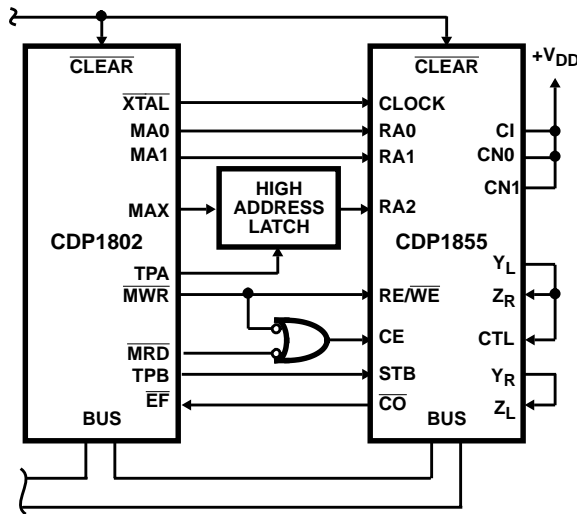 CLEAR
CLEAR
+VDD
XTAL
CLOCK
MA0
RA0
CI
MA1
RA1
CN0
CN1
HIGH
ADDRESS
LATCH
MAX
RA2
CDP1802
CDP1855
YL
TPA
MWR
RE/WE
ZR
CE
CTL
MRD
TPB
STB
YR
EF
CO
ZL
BUS
BUS